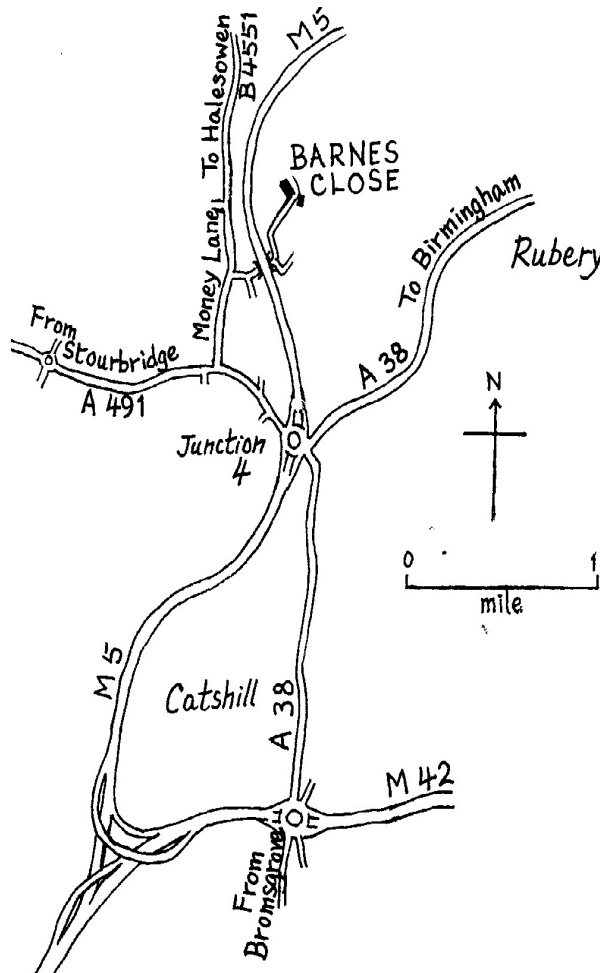 To Halesowen
B4551
M5
BARNES
CLOSE
Money Lane
To Birmingham
Rubery
From
Stourbridge
A 491
A 38
N
Junction
4
0 1
mile
M5
Catshill
A 38
M 42
From
Bromsgrove